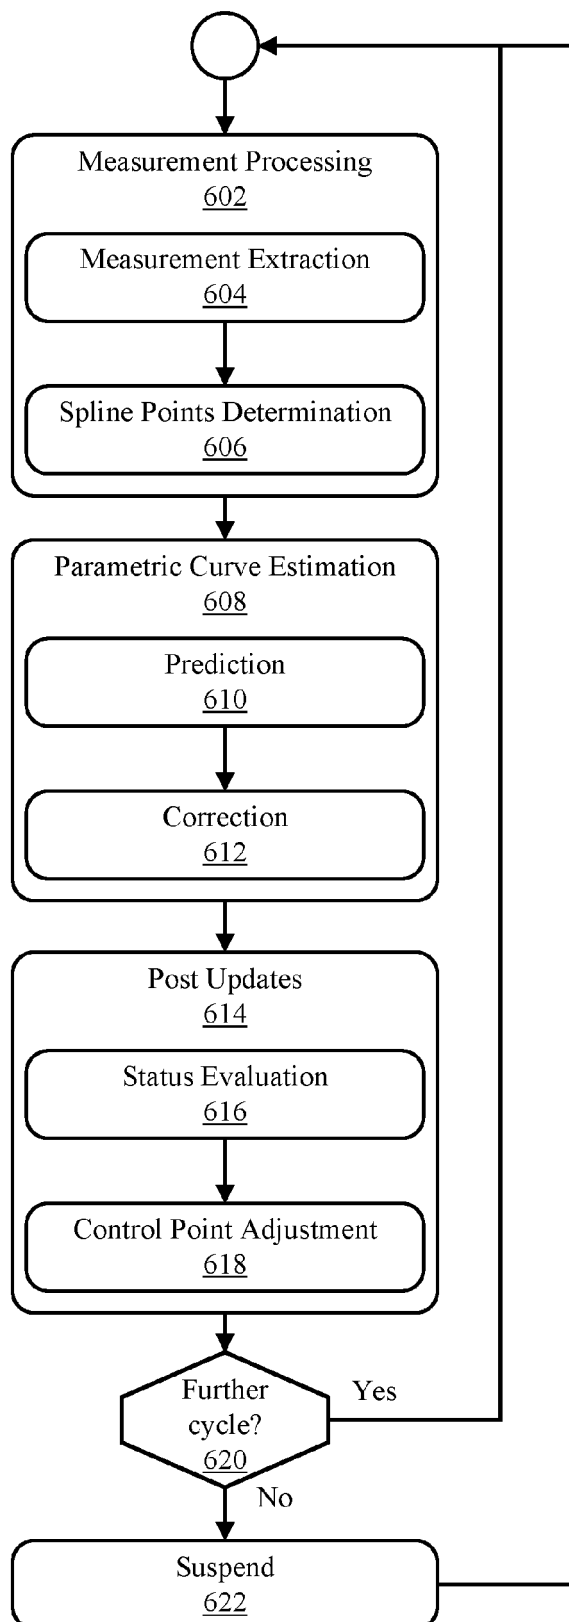 Measurement Processing
602
Measurement Extraction
604
Spline Points Determination
606
Parametric Curve Estimation
608
Prediction
610
Correction
612
Post Updates
614
Status Evaluation
616
Control Point Adjustment
618
Further
cycle?
620
Yes
No
Suspend
622